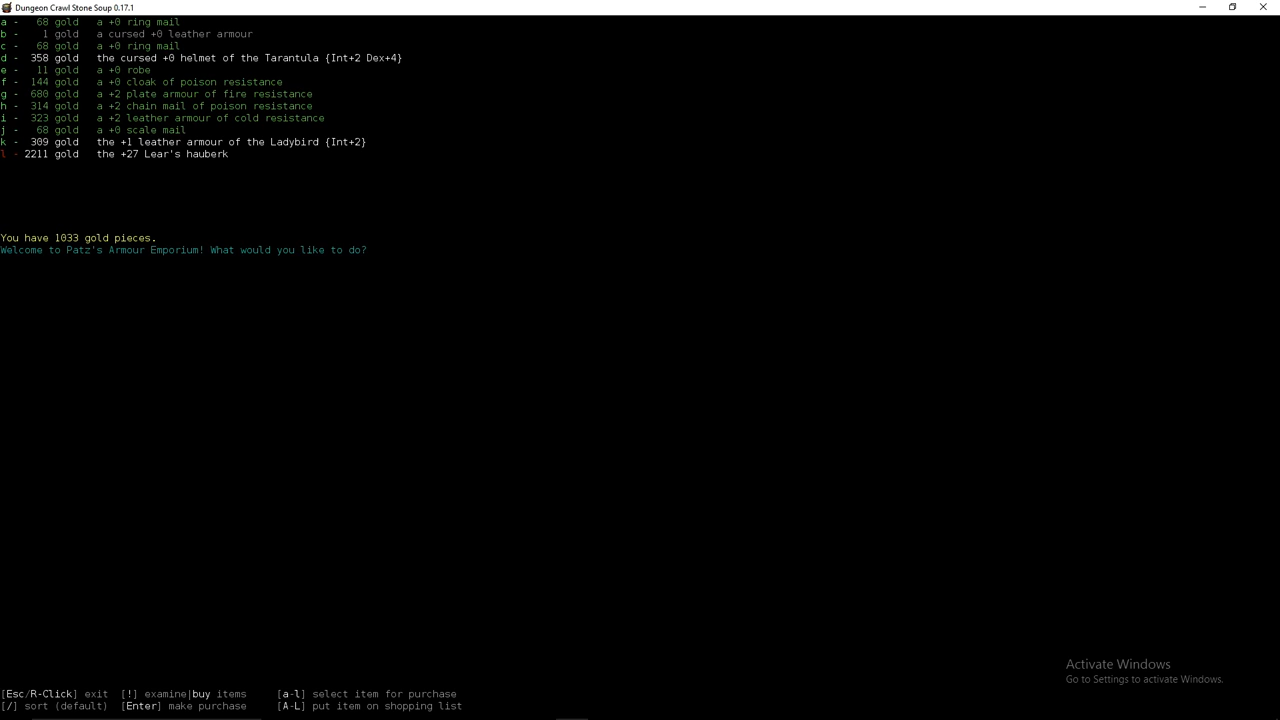 Dungeon Crawl Stone Soup 0.17.1
a - 68 gold a +0 ring mail
b - 1 gold a cursed +0 leather armour
c - 68 gold a +0 ring mail
d - 358 gold the cursed +0 helmet of the Tarantula {Int+2 Dex+4}
e - 11 gold a +0 robe
f - 144 gold a +0 cloak of poison resistance
g - 680 gold a +2 plate armour of fire resistance
h - 314 gold a +2 chain mail of poison resistance
i - 323 gold a +2 leather armour of cold resistance
j - 68 gold a +0 scale mail
k - 309 gold the +1 leather armour of the Ladybird {Int+2}
l - 2211 gold the +27 Lear's hauberk
You have 1033 gold pieces.
Welcome to Patz's Armour Emporium! What would you like to do?
Activate Windows
Go to Settings to activate Windows.
[Esc/R-Click] exit [!] examine|buy items [a-l] select item for purchase
[/] sort (default) [Enter] make purchase [A-L] put item on shopping list